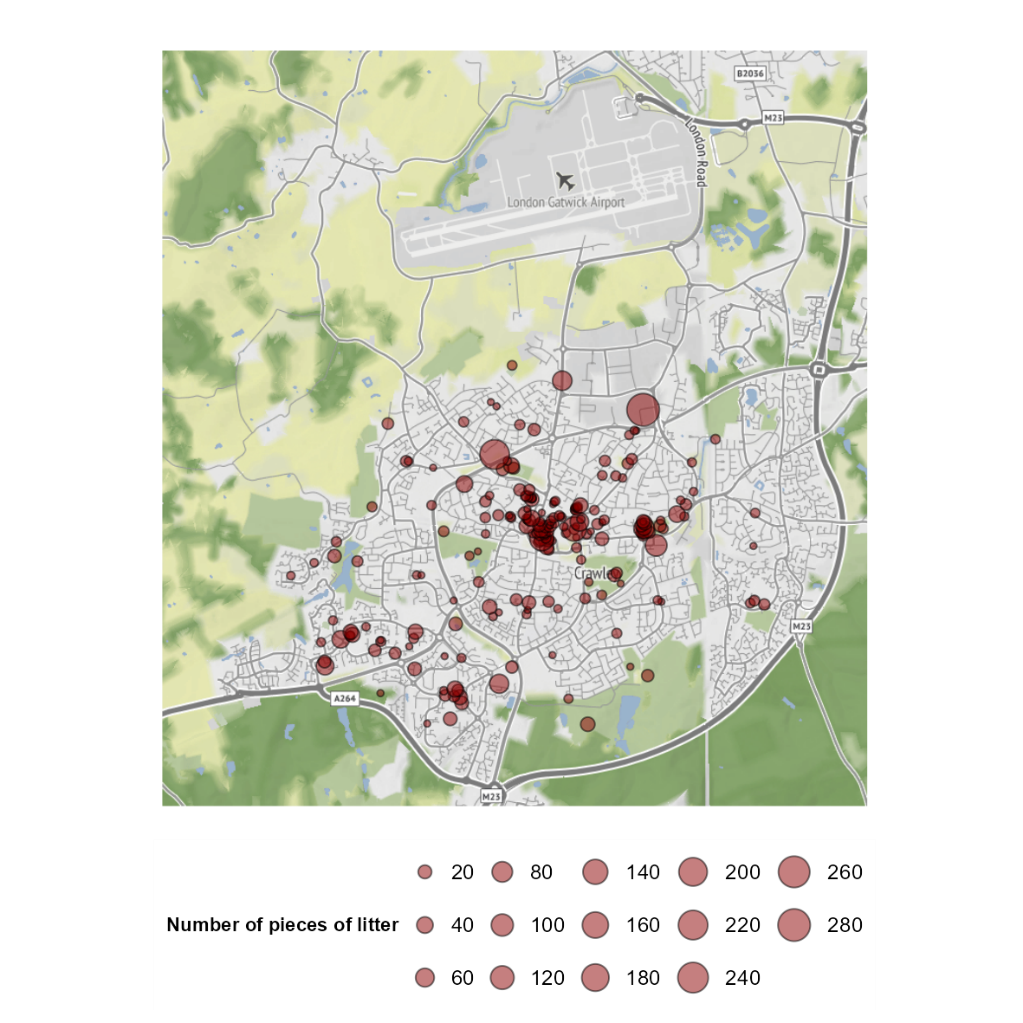 B2036
M23
London Road
London Gatwick Airport
Crawley
M23
A264
M23
20 80 140 200 260
Number of pieces of litter 40 100 160 220 280
60 120 180 240